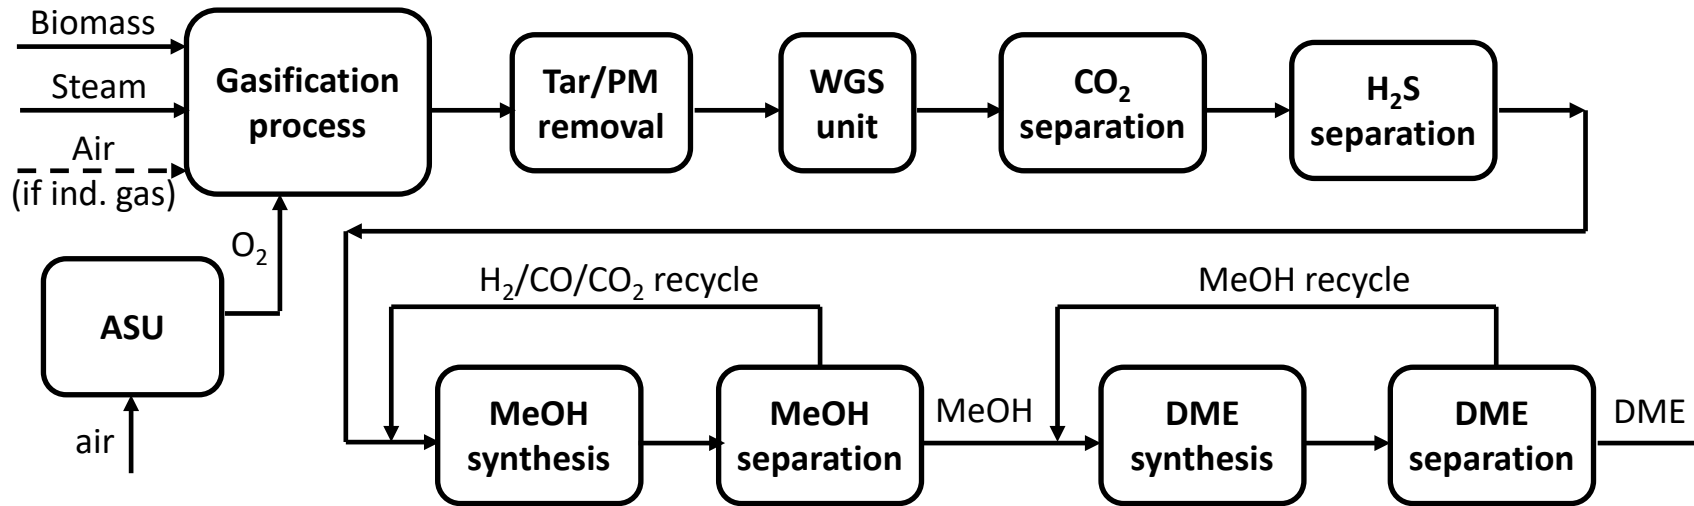 Biomass
Steam
Air
(if ind. gas)
Gasification
process
Tar/PM
removal
WGS
unit
CO₂
separation
H₂S
separation
O₂
ASU
air
H₂/CO/CO₂ recycle
MeOH recycle
MeOH
synthesis
MeOH
separation
MeOH
DME
synthesis
DME
separation
DME